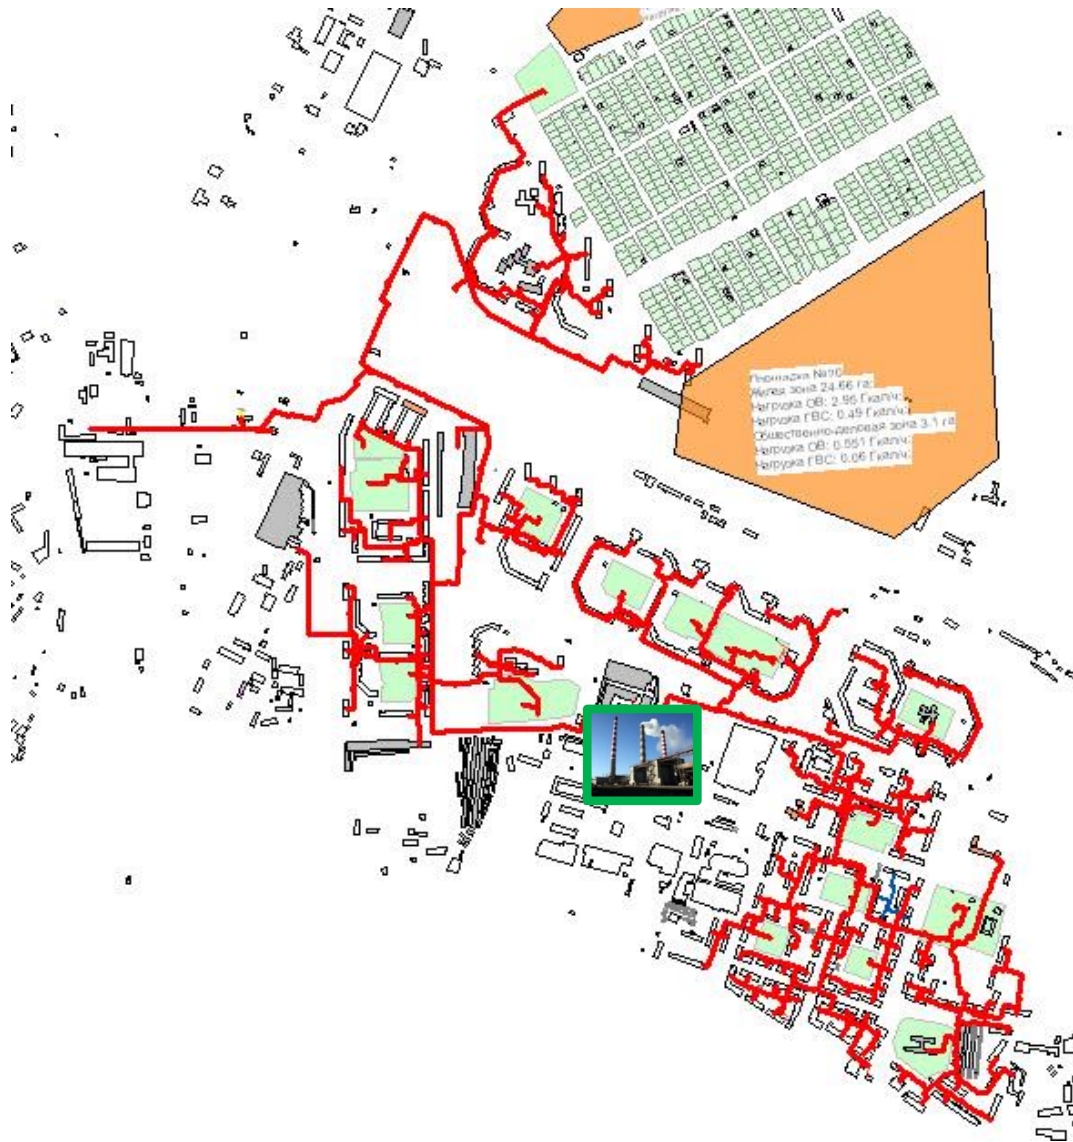 Площадка №20
Жилая зона 24.66 га;
Нагрузка ОВ: 2.95 Гкал/ч;
Нагрузка ГВС: 0.49 Гкал/ч;
Общественно-деловая зона 3.1 га
Нагрузка ОВ: 0.551 Гкал/ч;
Нагрузка ГВС: 0.06 Гкал/ч;